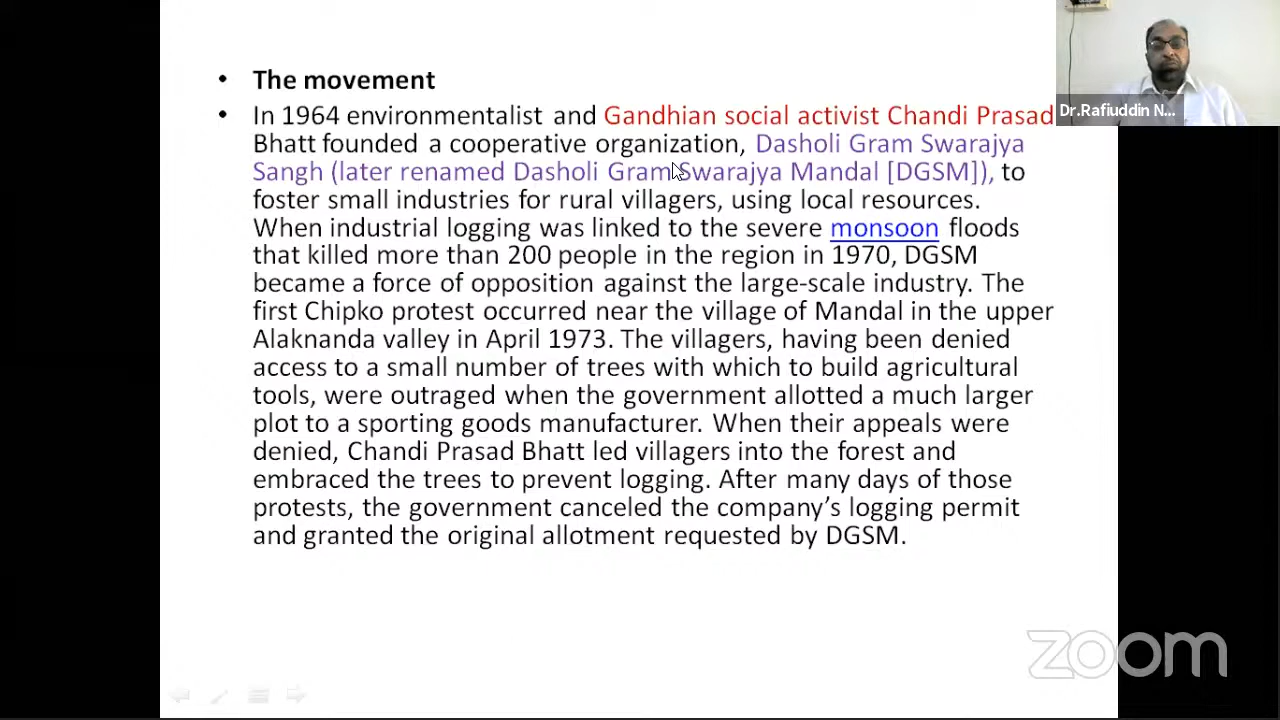 • The movement
• In 1964 environmentalist and Gandhian social activist Chandi Prasad
Bhatt founded a cooperative organization, Dasholi Gram Swarajya
Sangh (later renamed Dasholi Gram Swarajya Mandal [DGSM]), to
foster small industries for rural villagers, using local resources.
When industrial logging was linked to the severe monsoon floods
that killed more than 200 people in the region in 1970, DGSM
became a force of opposition against the large-scale industry. The
first Chipko protest occurred near the village of Mandal in the upper
Alaknanda valley in April 1973. The villagers, having been denied
access to a small number of trees with which to build agricultural
tools, were outraged when the government allotted a much larger
plot to a sporting goods manufacturer. When their appeals were
denied, Chandi Prasad Bhatt led villagers into the forest and
embraced the trees to prevent logging. After many days of those
protests, the government canceled the company's logging permit
and granted the original allotment requested by DGSM.
Dr.Rafiuddin N...
zoom